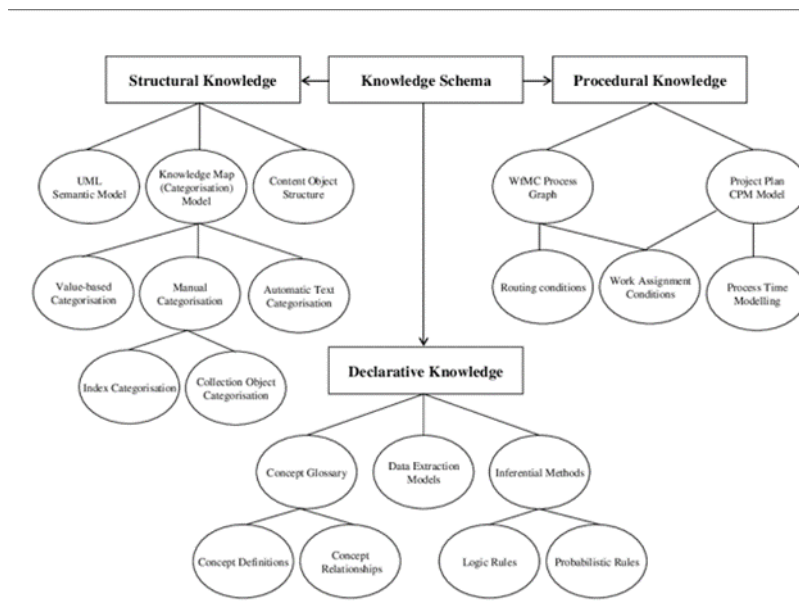 Structural Knowledge
Knowledge Schema
Procedural Knowledge
UML
Semantic Model
Knowledge Map
(Categorisation)
Model
Content Object
Structure
WfMC Process
Graph
Project Plan
CPM Model
Value-based
Categorisation
Manual
Categorisation
Automatic Text
Categorisation
Routing conditions
Work Assignment
Conditions
Process Time
Modelling
Index Categorisation
Collection Object
Categorisation
Declarative Knowledge
Concept Glossary
Data Extraction
Models
Inferential Methods
Concept Definitions
Concept
Relationships
Logic Rules
Probabilistic Rules